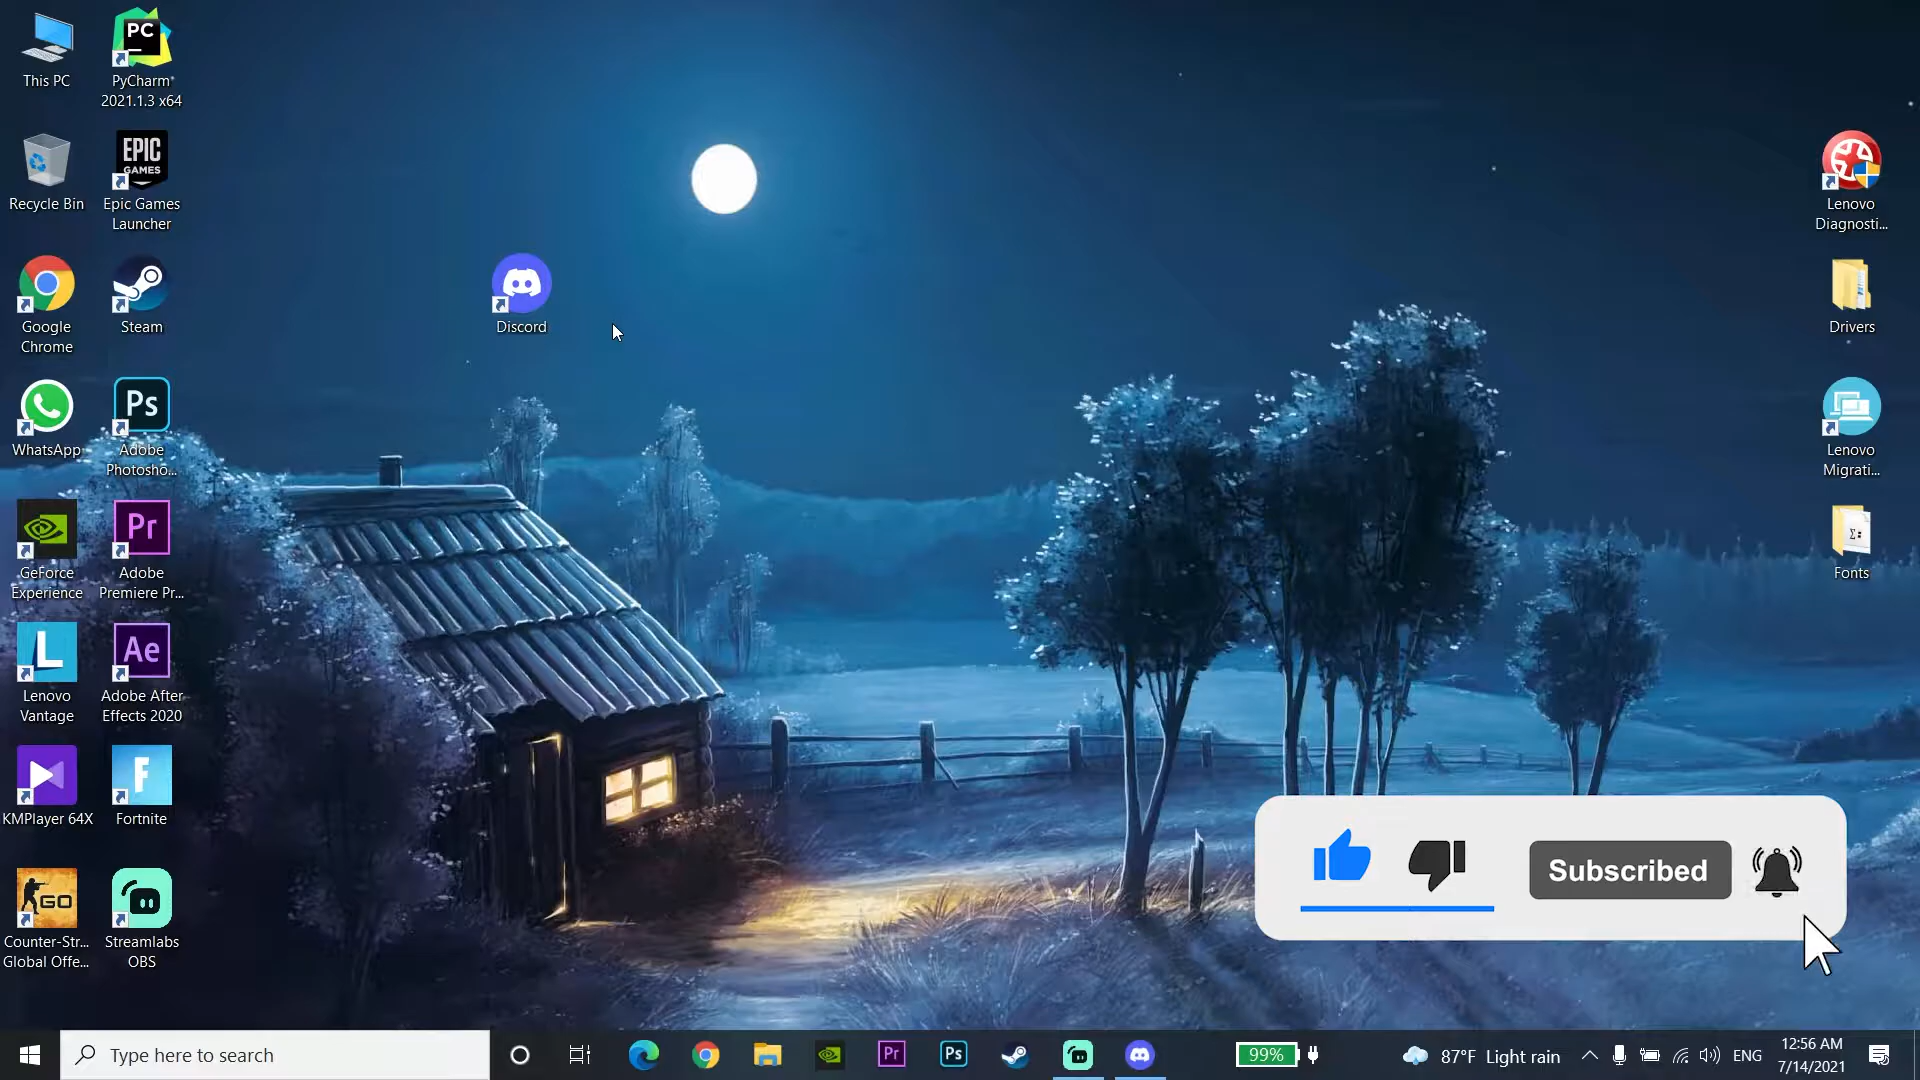 This PC
PC
PyCharm
2021.1.3 x64
Recycle Bin
EPIC
GAMES
Epic Games
Launcher
Google
Chrome
Steam
Discord
WhatsApp
Ps
Adobe
Photosho...
GeForce
Experience
Pr
Adobe
Premiere Pr...
L
Lenovo
Vantage
Ae
Adobe After
Effects 2020
KMPlayer 64X
F
Fortnite
GO
Counter-Str...
Global Offe...
Streamlabs
OBS
Lenovo
Diagnosti...
Drivers
Lenovo
Migrati...
Fonts
Subscribed
Type here to search
Pr
Ps
99%
87°F Light rain
ENG
12:56 AM
7/14/2021